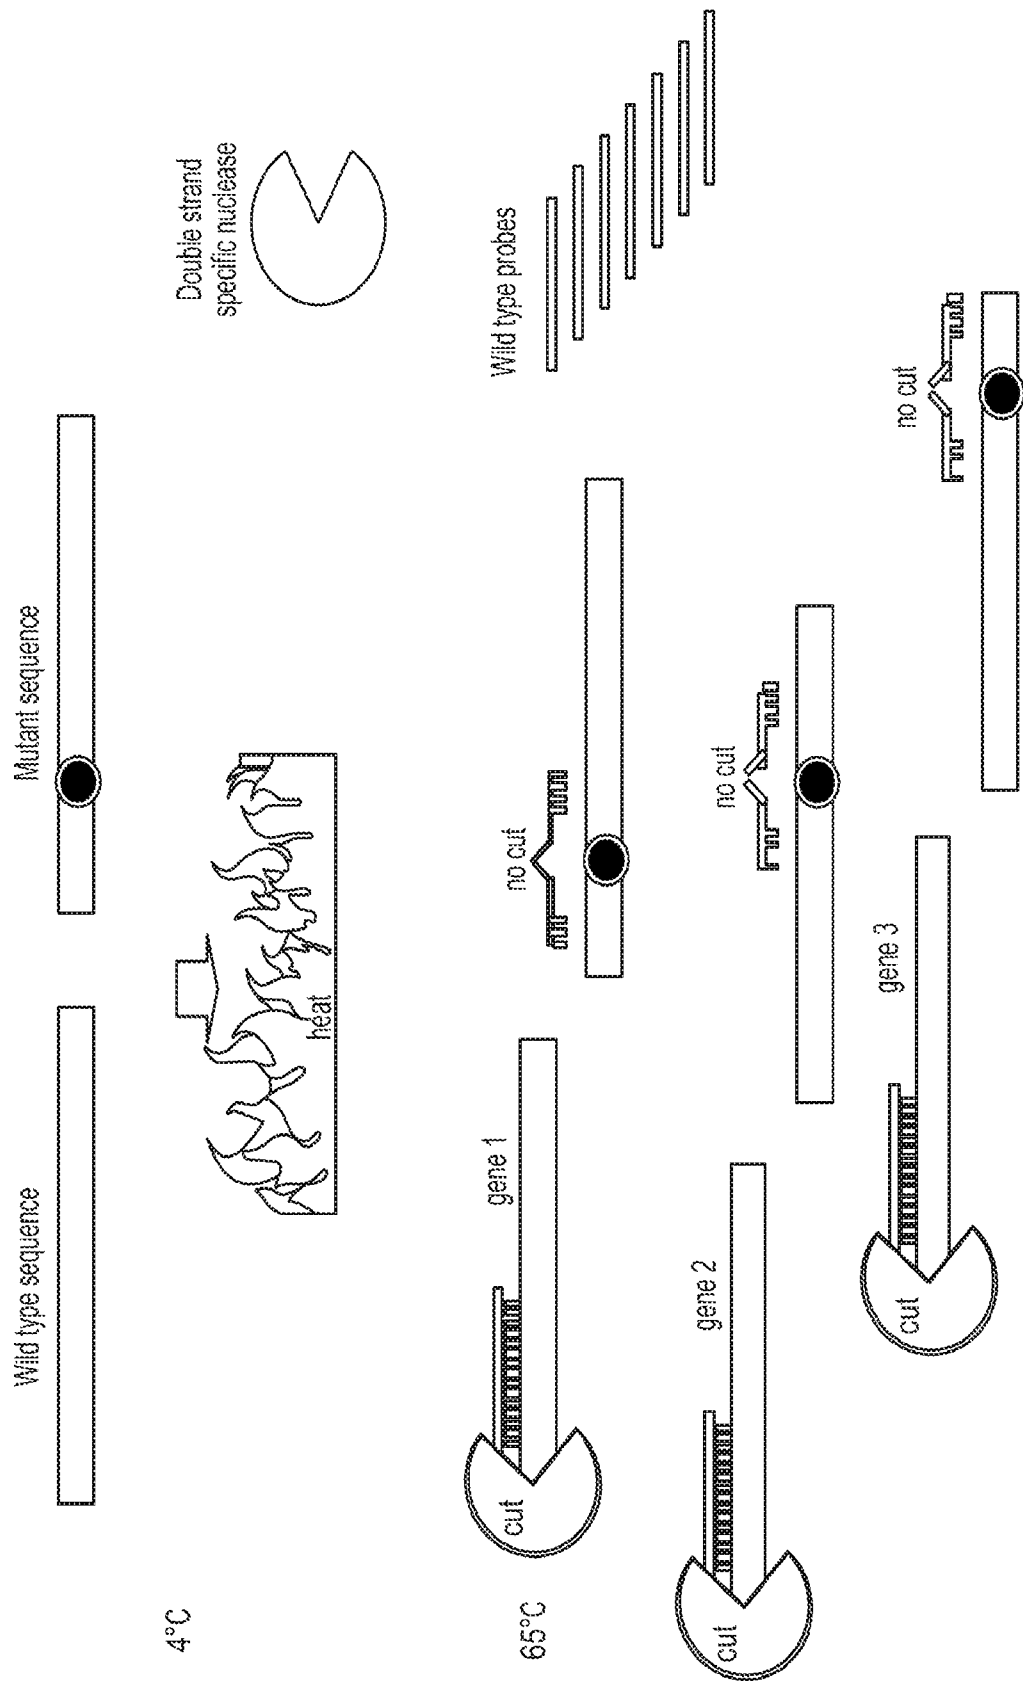 Wild type sequence
Mutant sequence
4°C
Double strand
specific nuclease
heat
65°C
cut
gene 1
no cut
Wild type probes
cut
gene 2
no cut
cut
gene 3
no cut